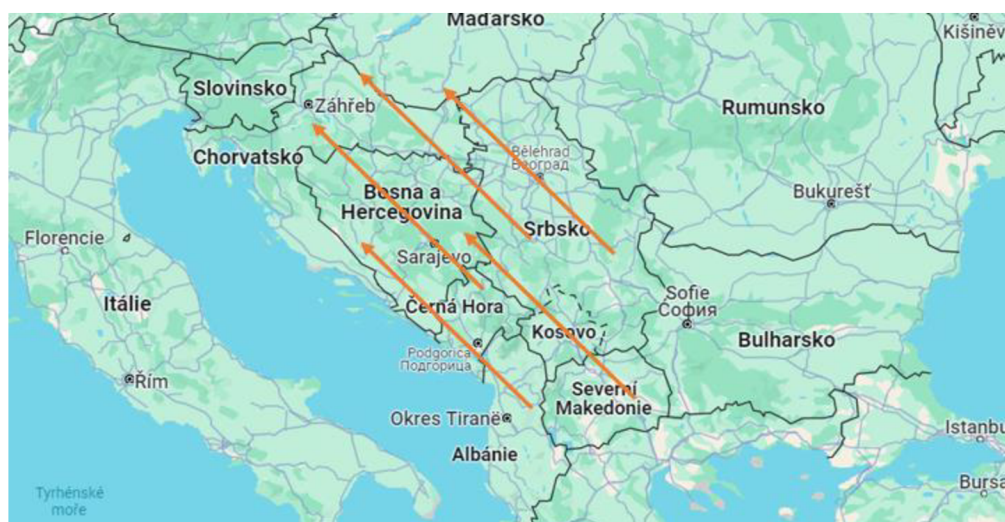 Maďarsko
Kišinėv
Slovinsko
Záhřeb
Rumunsko
Chorvatsko
Bělehrad
Београд
Bosna a
Hercegovina
Bukurešť
Srbsko
Florencie
Sarajevo
Itálie
Černá Hora
Sofie
София
Kosovo
Bulharsko
Podgorica
Подгорица
Řím
Severní
Makedonie
Okres Tiranë
Istanbu
Albánie
Bursa
Tyrhénské
moře